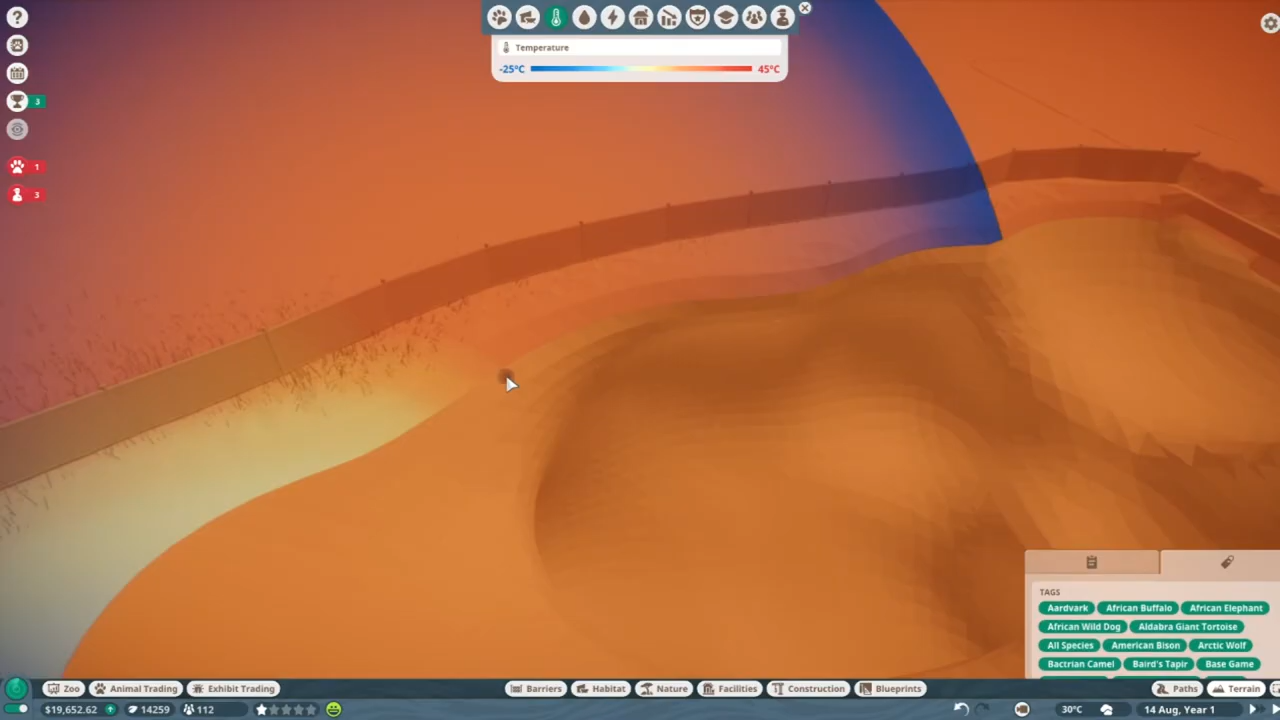 ?
Temperature
-25°C 45°C
3
1
3
TAGS
Aardvark African Buffalo African Elephant
African Wild Dog Aldabra Giant Tortoise
All Species American Bison Arctic Wolf
Bactrian Camel Baird's Tapir Base Game
Zoo Animal Trading Exhibit Trading Barriers Habitat Nature Facilities Construction Blueprints Paths Terrain
$19,652.62 14259 112 30°C 14 Aug, Year 1